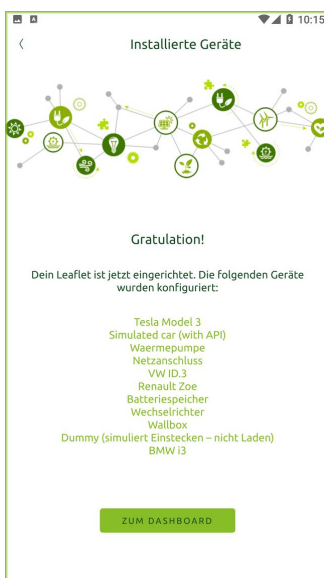 10:15
Installierte Geräte
Gratulation!
Dein Leaflet ist jetzt eingerichtet. Die folgenden Geräte
wurden konfiguriert:
Tesla Model 3
Simulated car (with API)
Waermepumpe
Netzanschluss
VW ID.3
Renault Zoe
Batteriespeicher
Wechselrichter
Wallbox
Dummy (simuliert Einstecken – nicht Laden)
BMW i3
ZUM DASHBOARD